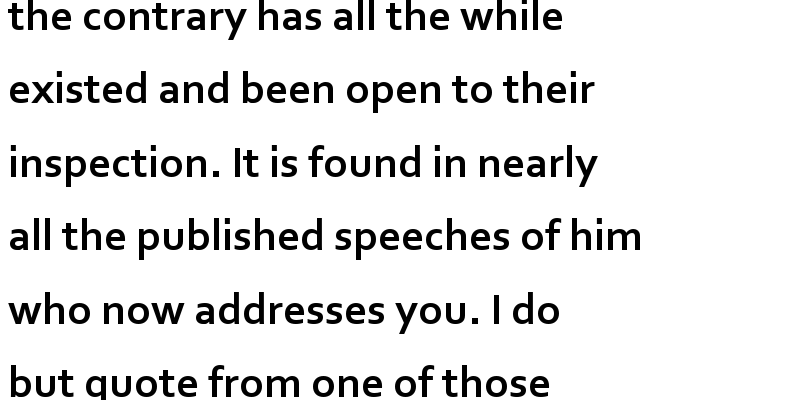 the contrary has all the while
existed and been open to their
inspection. It is found in nearly
all the published speeches of him
who now addresses you. I do
but quote from one of those